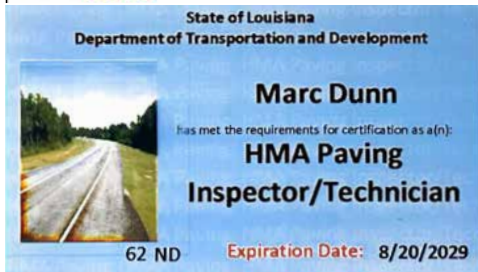 State of Louisiana
Department of Transportation and Development
Marc Dunn
has met the requirements for certification as a(n):
HMA Paving
Inspector/Technician
62 ND
Expiration Date: 8/20/2029